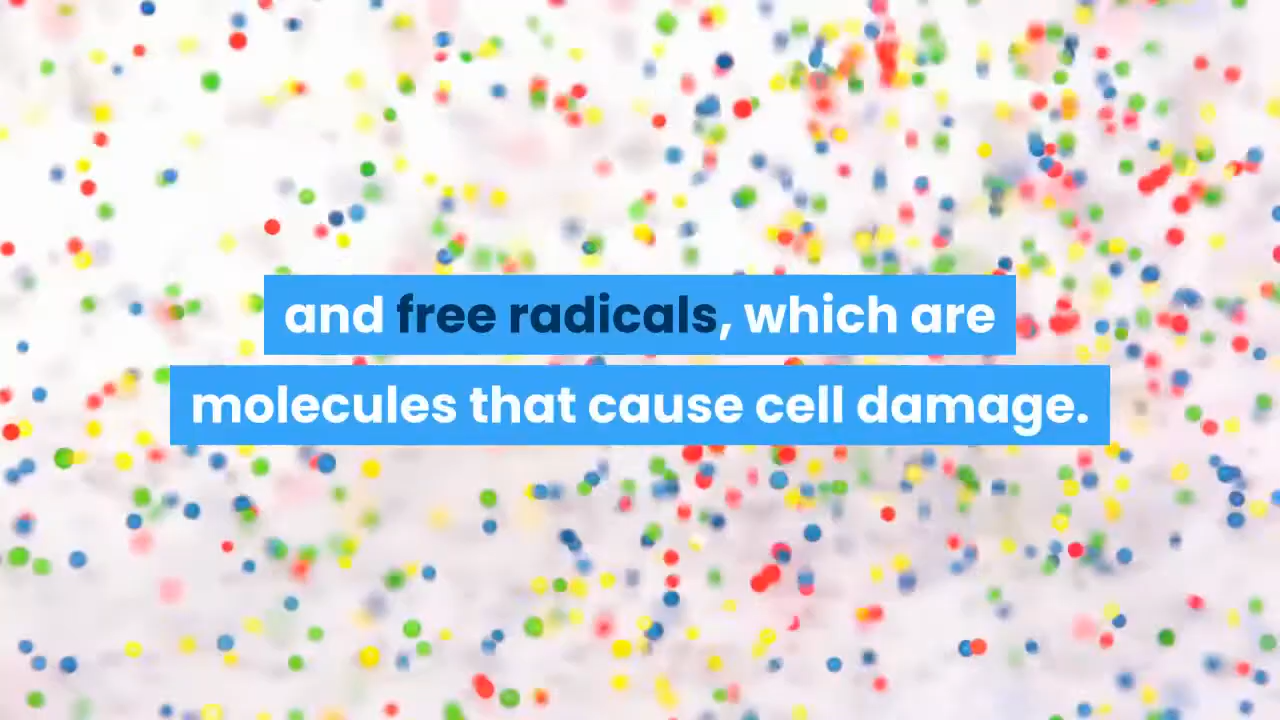 and free radicals, which are
molecules that cause cell damage.